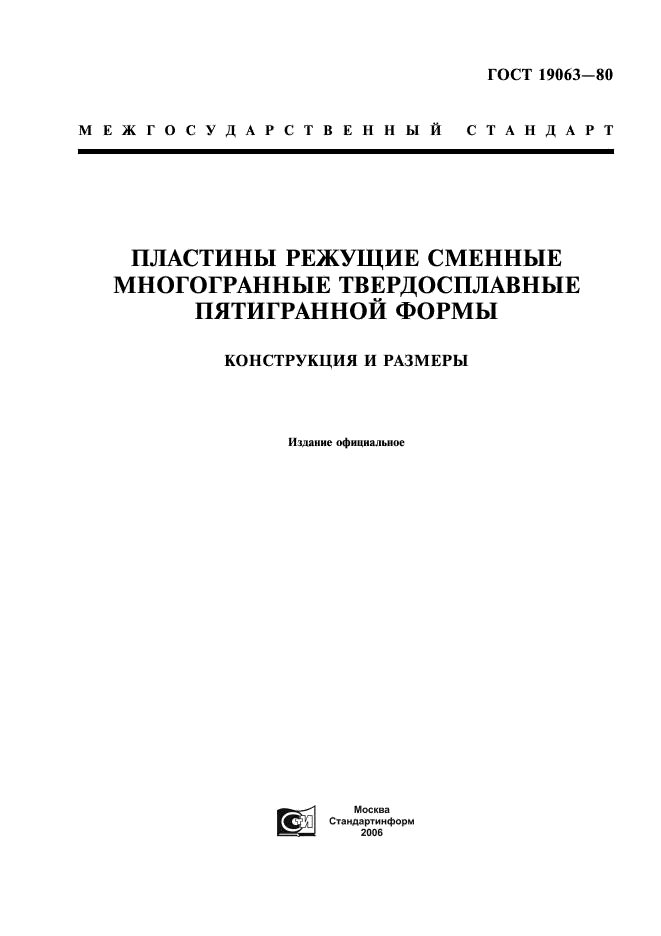 ГОСТ 19063—80
МЕЖГОСУДАРСТВЕННЫЙ СТАНДАРТ
ПЛАСТИНЫ РЕЖУЩИЕ СМЕННЫЕ
МНОГОГРАННЫЕ ТВЕРДОСПЛАВНЫЕ
ПЯТИГРАННОЙ ФОРМЫ
КОНСТРУКЦИЯ И РАЗМЕРЫ
Издание официальное
Москва
Стандартинформ
2006